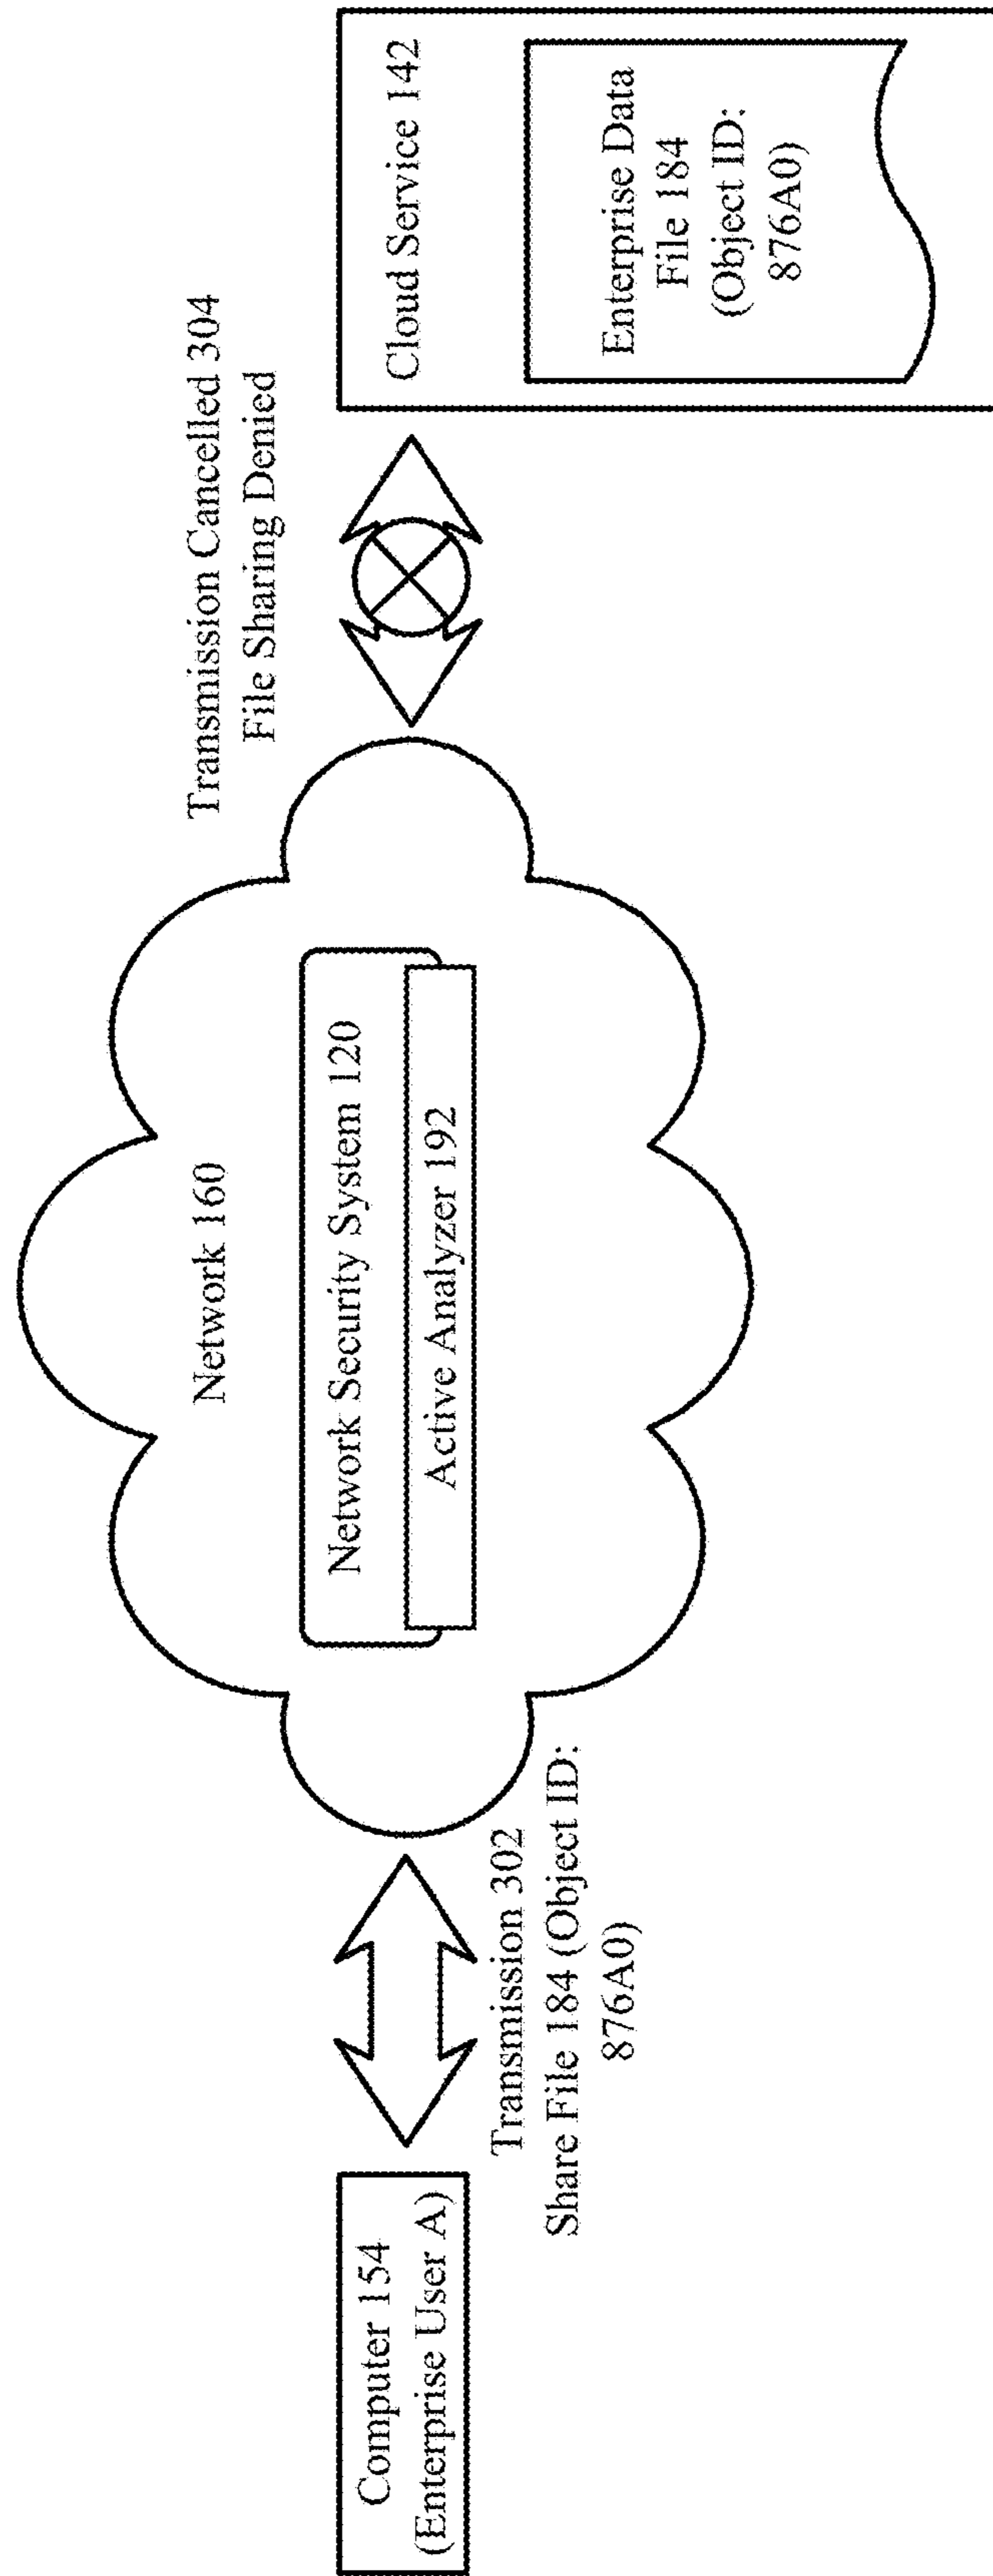 Computer 154
(Enterprise User A)
Transmission 302
Share File 184 (Object ID:
876A0)
Network 160
Network Security System 120
Active Analyzer 192
Transmission Cancelled 304
File Sharing Denied
Cloud Service 142
Enterprise Data
File 184
(Object ID:
876A0)